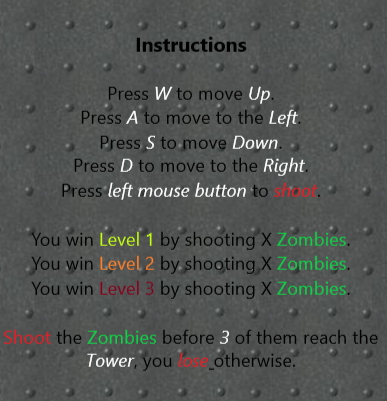 Instructions
Press W to move Up.
Press A to move to the Left.
Press S to move Down.
Press D to move to the Right.
Press left mouse button to shoot.
You win Level 1 by shooting X Zombies.
You win Level 2 by shooting X Zombies.
You win Level 3 by shooting X Zombies.
Shoot the Zombies before 3 of them reach the
Tower, you lose otherwise.